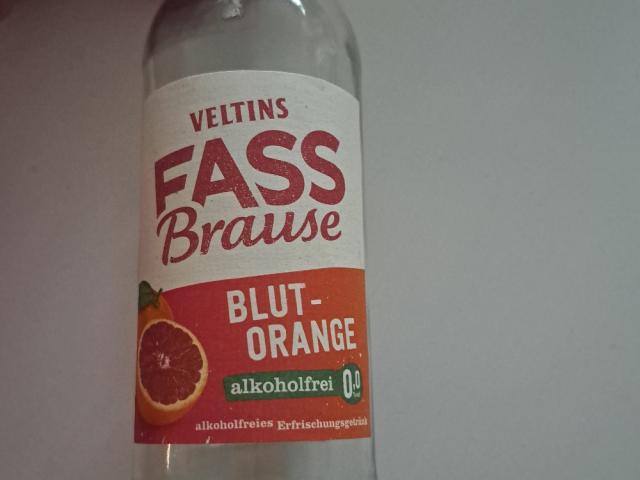 VELTINS
FASS
Brause
BLUT-
ORANGE
alkoholfrei 0,0
alkoholfreies Erfrischungsgetränk